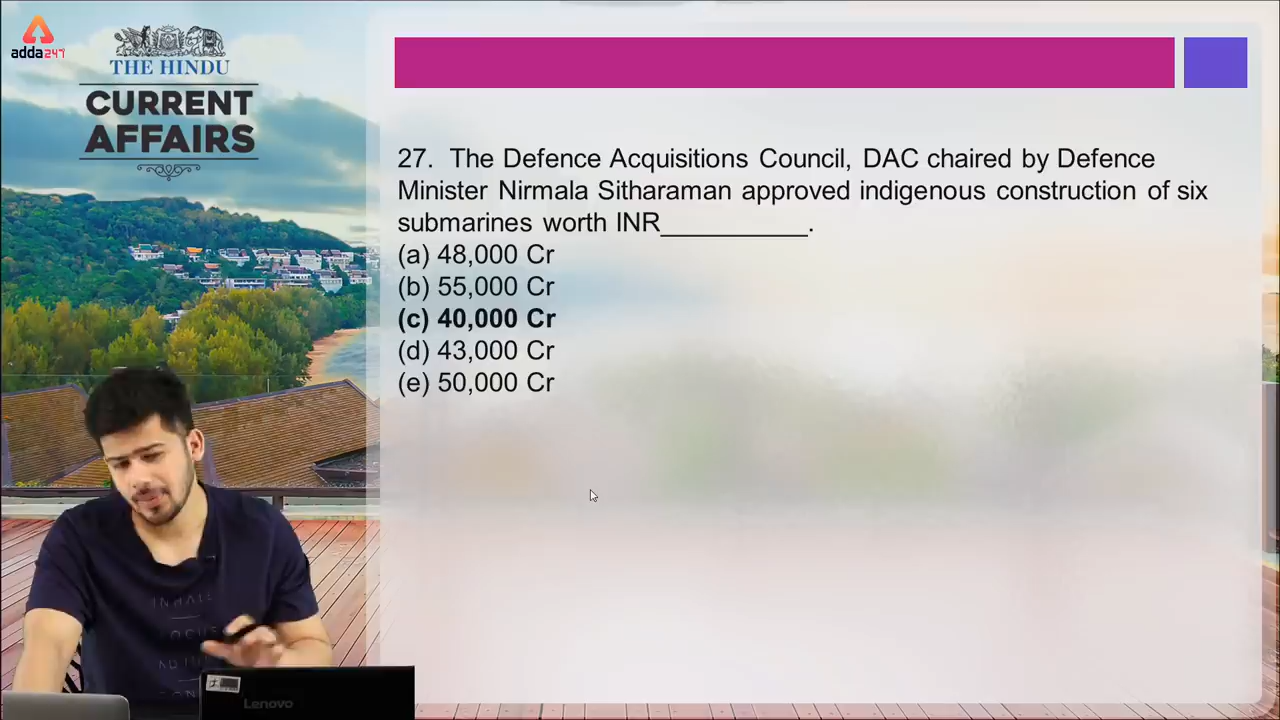 adda247
THE HINDU
CURRENT
AFFAIRS
27. The Defence Acquisitions Council, DAC chaired by Defence
Minister Nirmala Sitharaman approved indigenous construction of six
submarines worth INR__________.
(a) 48,000 Cr
(b) 55,000 Cr
(c) 40,000 Cr
(d) 43,000 Cr
(e) 50,000 Cr
INHALE
Lenovo